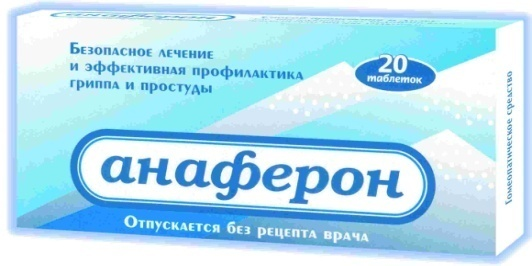 Безопасное лечение
и эффективная профилактика
гриппа и простуды
20
таблеток
анаферон
Отпускается без рецепта врача
Гомеопатическое средство